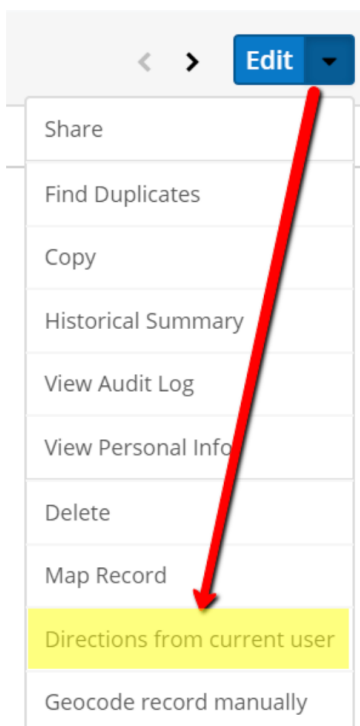 Edit
Share
Find Duplicates
Copy
Historical Summary
View Audit Log
View Personal Info
Delete
Map Record
Directions from current user
Geocode record manually